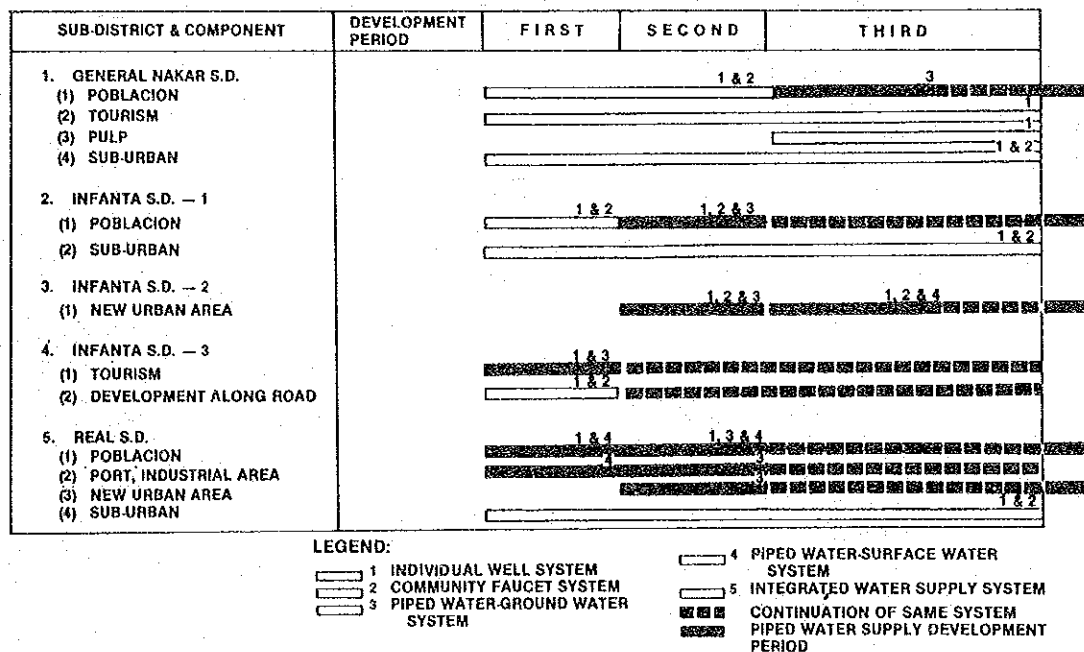 SUB-DISTRICT & COMPONENT
DEVELOPMENT
PERIOD
FIRST
SECOND
THIRD
1. GENERAL NAKAR S.D.
1 & 2
3
(1) POBLACION
1
(2) TOURISM
1
(3) PULP
1 & 2
(4) SUB-URBAN
2. INFANTA S.D. — 1
1 & 2
1, 2 & 3
(1) POBLACION
1 & 2
(2) SUB-URBAN
3. INFANTA S.D. — 2
1, 2 & 3
1, 2 & 4
(1) NEW URBAN AREA
4. INFANTA S.D. — 3
1 & 3
(1) TOURISM
1 & 2
(2) DEVELOPMENT ALONG ROAD
5. REAL S.D.
1 & 4
1, 3 & 4
(1) POBLACION
4
3
(2) PORT, INDUSTRIAL AREA
3
(3) NEW URBAN AREA
1 & 2
(4) SUB-URBAN
LEGEND:
1 INDIVIDUAL WELL SYSTEM
2 COMMUNITY FAUCET SYSTEM
3 PIPED WATER-GROUND WATER
SYSTEM
4 PIPED WATER-SURFACE WATER
SYSTEM
5 INTEGRATED WATER SUPPLY SYSTEM
CONTINUATION OF SAME SYSTEM
PIPED WATER SUPPLY DEVELOPMENT
PERIOD